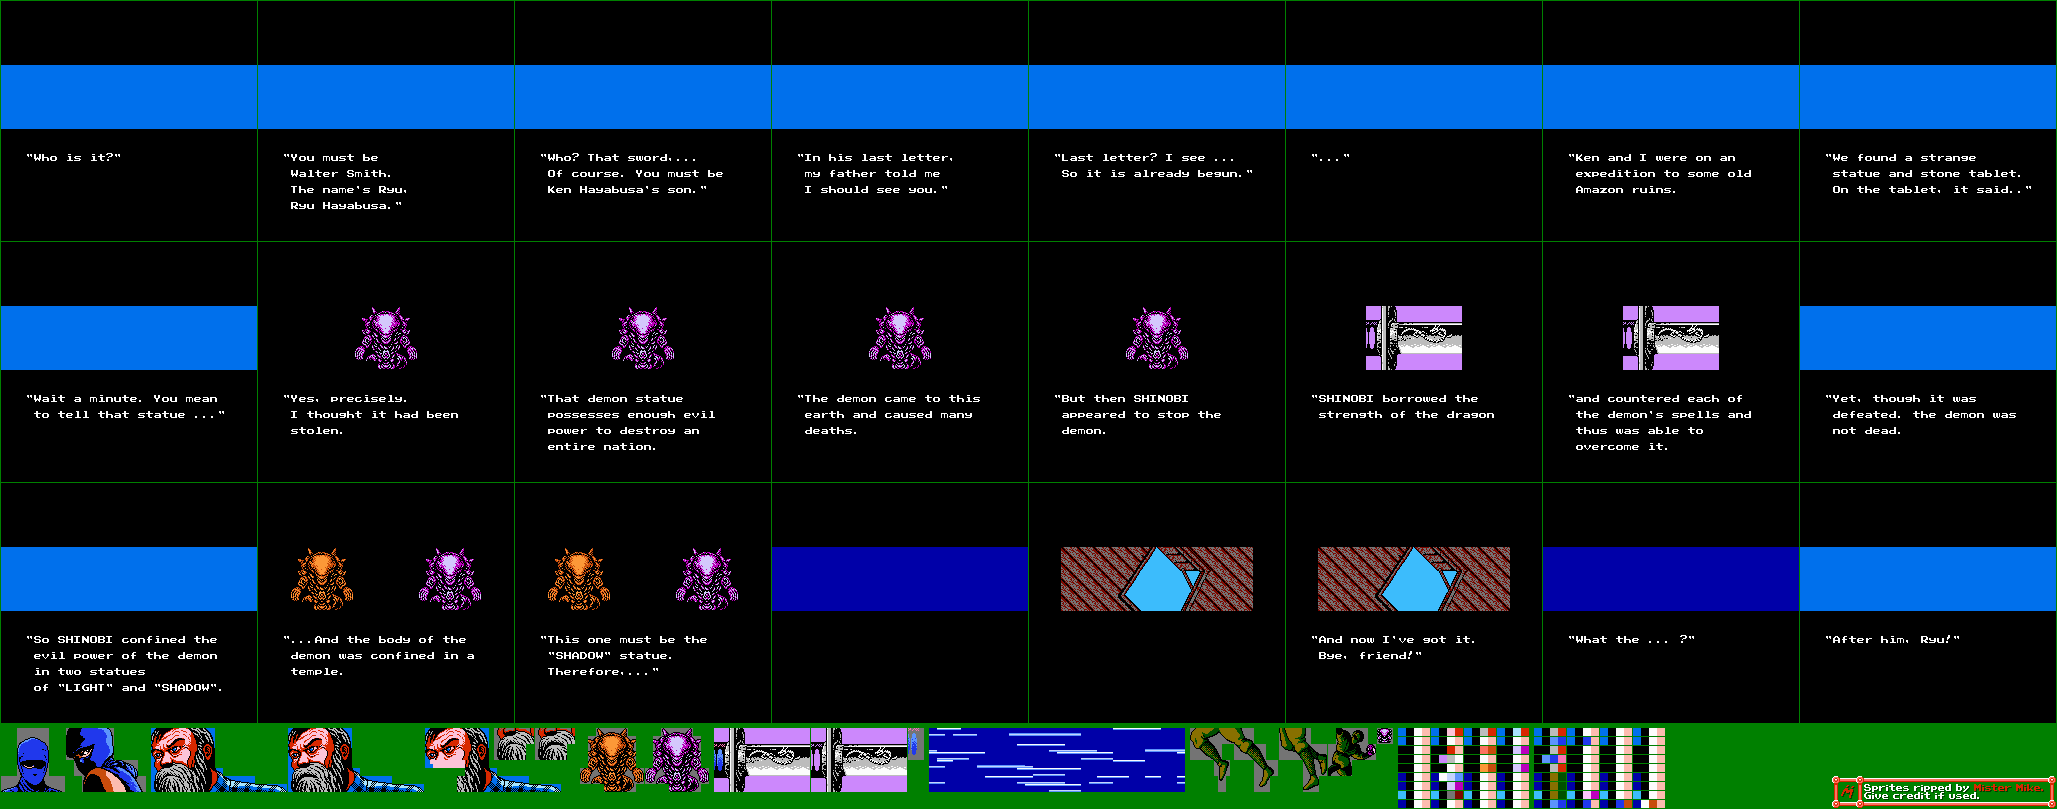 "Who is it?"
"You must be
Walter Smith.
The name's Ryu,
Ryu Hayabusa."
"Who? That sword,...
Of course. You must be
Ken Hayabusa's son."
"In his last letter,
my father told me
I should see you."
"Last letter? I see ...
So it is already begun."
"..."
"Ken and I were on an
expedition to some old
Amazon ruins.
"We found a strange
statue and stone tablet.
On the tablet, it said.."
"Wait a minute. You mean
to tell that statue ..."
"Yes, precisely.
I thought it had been
stolen.
"That demon statue
possesses enough evil
power to destroy an
entire nation.
"The demon came to this
earth and caused many
deaths.
"But then SHINOBI
appeared to stop the
demon.
"SHINOBI borrowed the
strength of the dragon
"and countered each of
the demon's spells and
thus was able to
overcome it.
"Yet, though it was
defeated, the demon was
not dead.
"So SHINOBI confined the
evil power of the demon
in two statues
of "LIGHT" and "SHADOW".
"...And the body of the
demon was confined in a
temple.
"This one must be the
"SHADOW" statue.
Therefore,..."
"And now I've got it.
Bye, friend!"
"What the ... ?"
"After him, Ryu!"
Sprites ripped by Mister Mike.
Give credit if used.